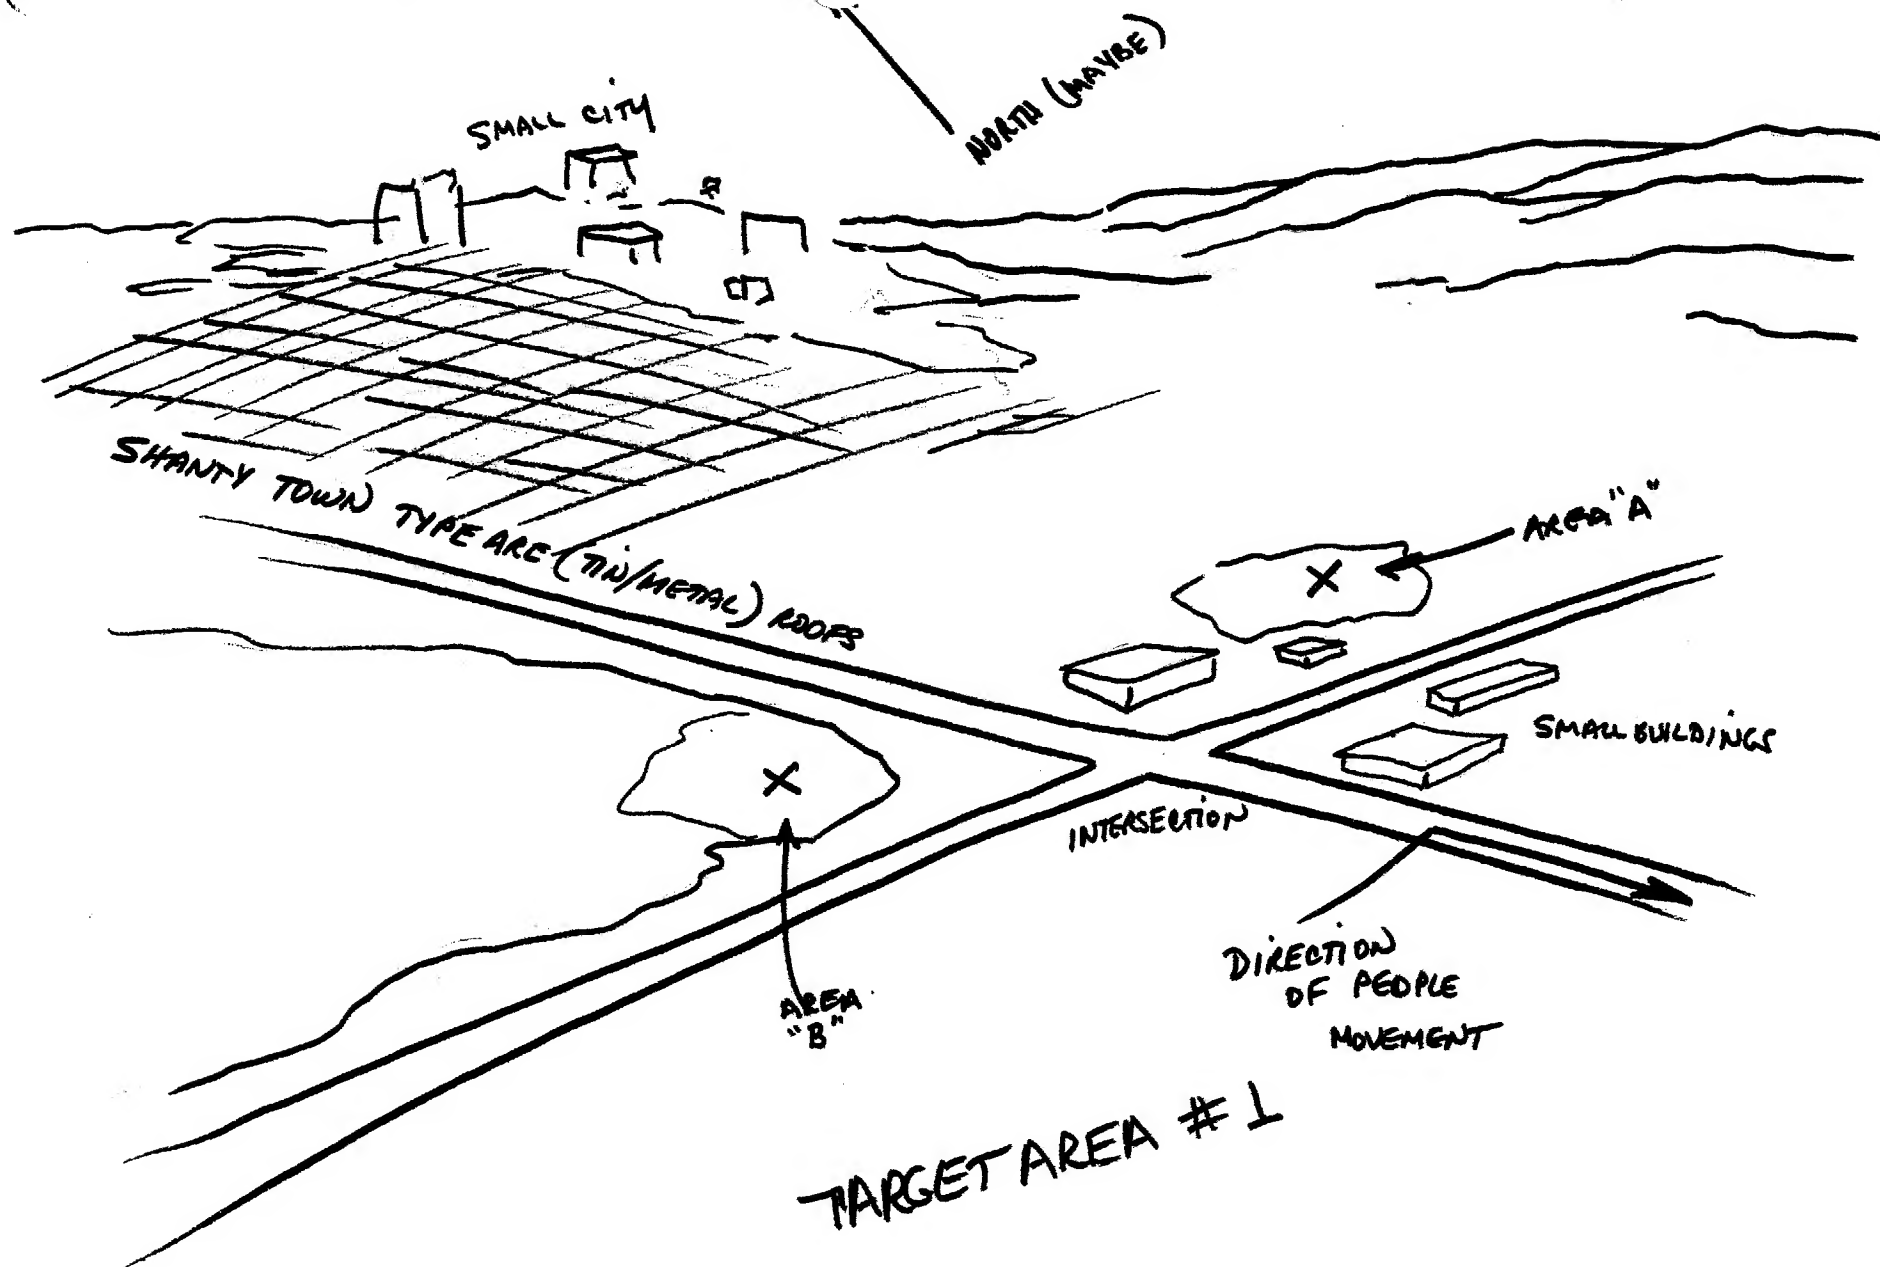 NORTH (MAYBE)
SMALL CITY
SHANTY TOWN TYPE ARE (TIN/METAL) ROOFS
AREA "A"
SMALL BUILDINGS
INTERSECTION
AREA
"B"
DIRECTION
OF PEOPLE
MOVEMENT
TARGET AREA # 1